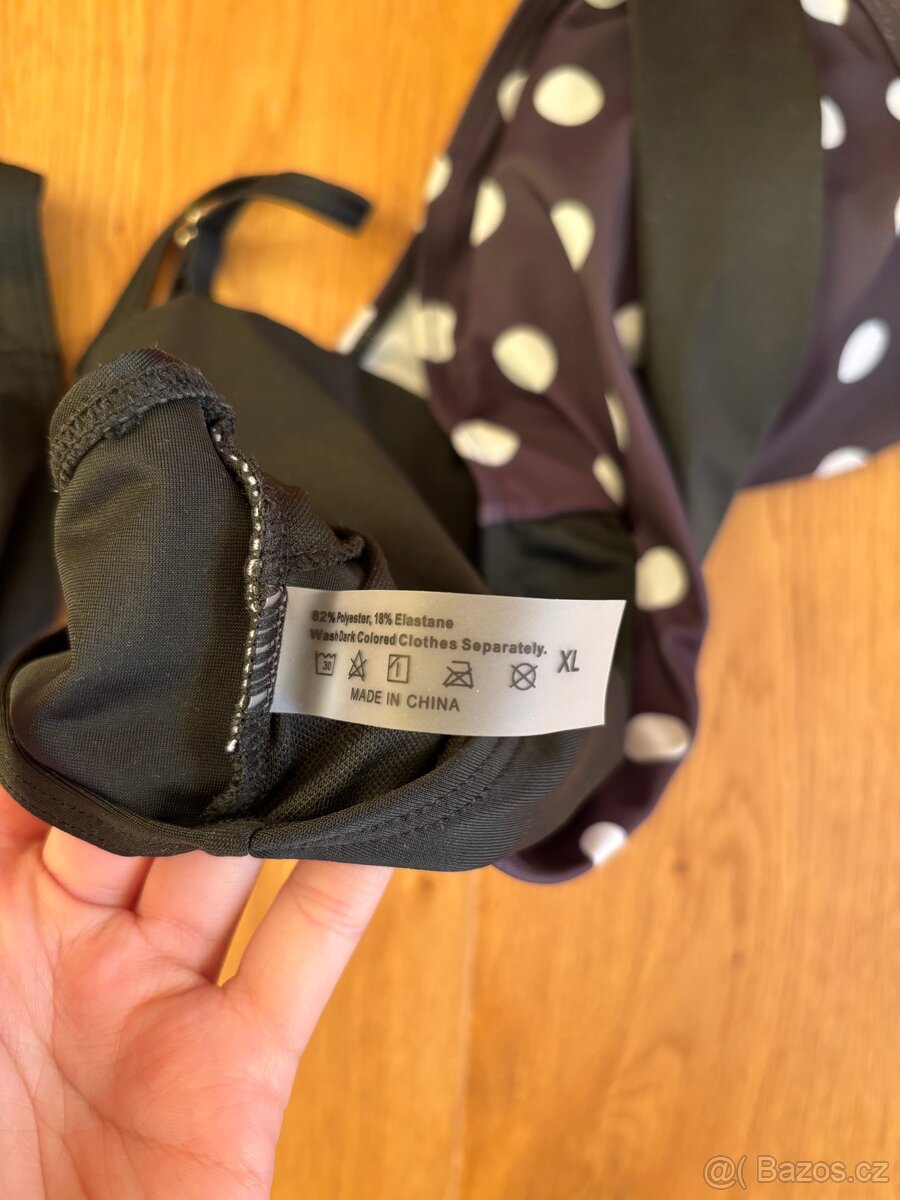 82% Polyester, 18% Elastane
Wash Dark Colored Clothes Separately.
30
XL
MADE IN CHINA
@( Bazos.cz